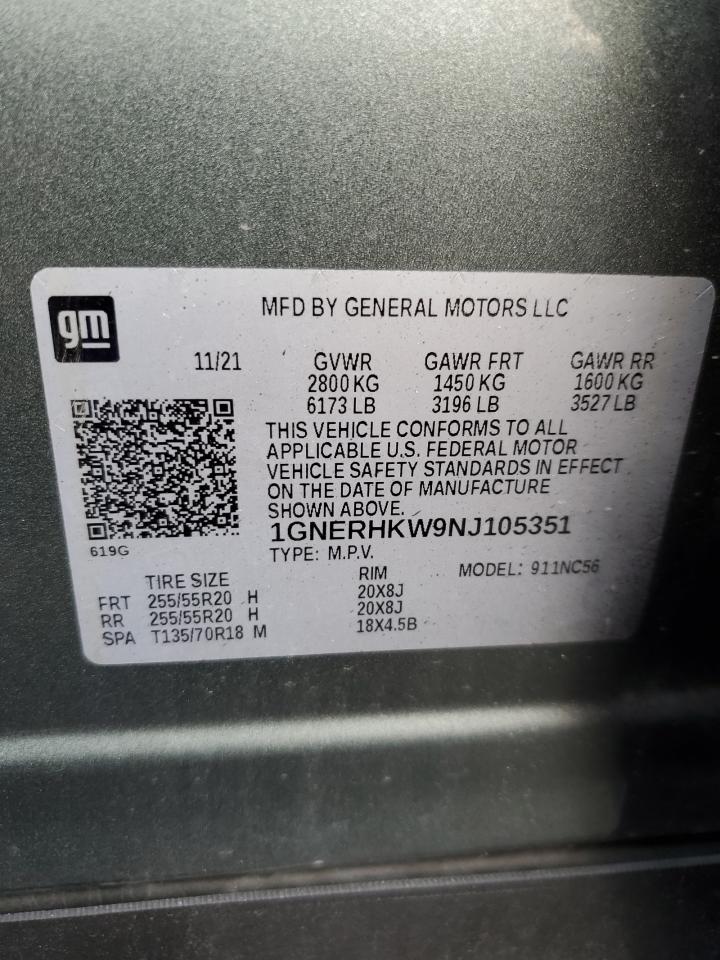 gm
MFD BY GENERAL MOTORS LLC
11/21 GVWR GAWR FRT GAWR RR
2800 KG 1450 KG 1600 KG
6173 LB 3196 LB 3527 LB
THIS VEHICLE CONFORMS TO ALL
APPLICABLE U.S. FEDERAL MOTOR
VEHICLE SAFETY STANDARDS IN EFFECT
ON THE DATE OF MANUFACTURE
SHOWN ABOVE.
1GNERHKW9NJ105351
619G
TYPE: M.P.V. MODEL: 911NC56
TIRE SIZE RIM
FRT 255/55R20 H 20X8J
RR 255/55R20 H 20X8J
SPA T135/70R18 M 18X4.5B